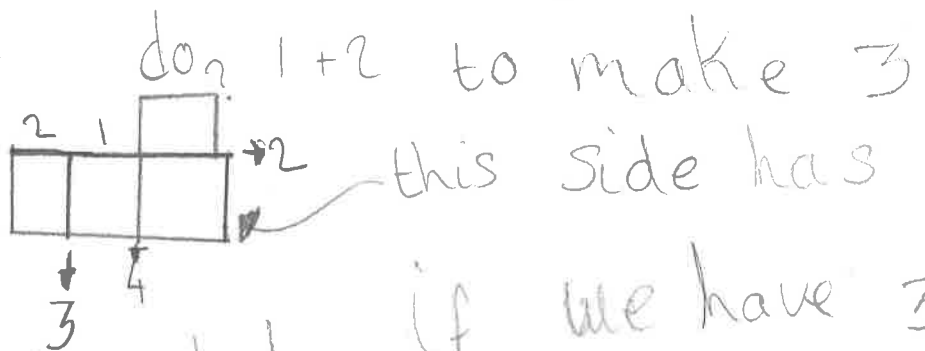 do 1+2 to make 3
2 1 2
this side has
4
3
if we have 3